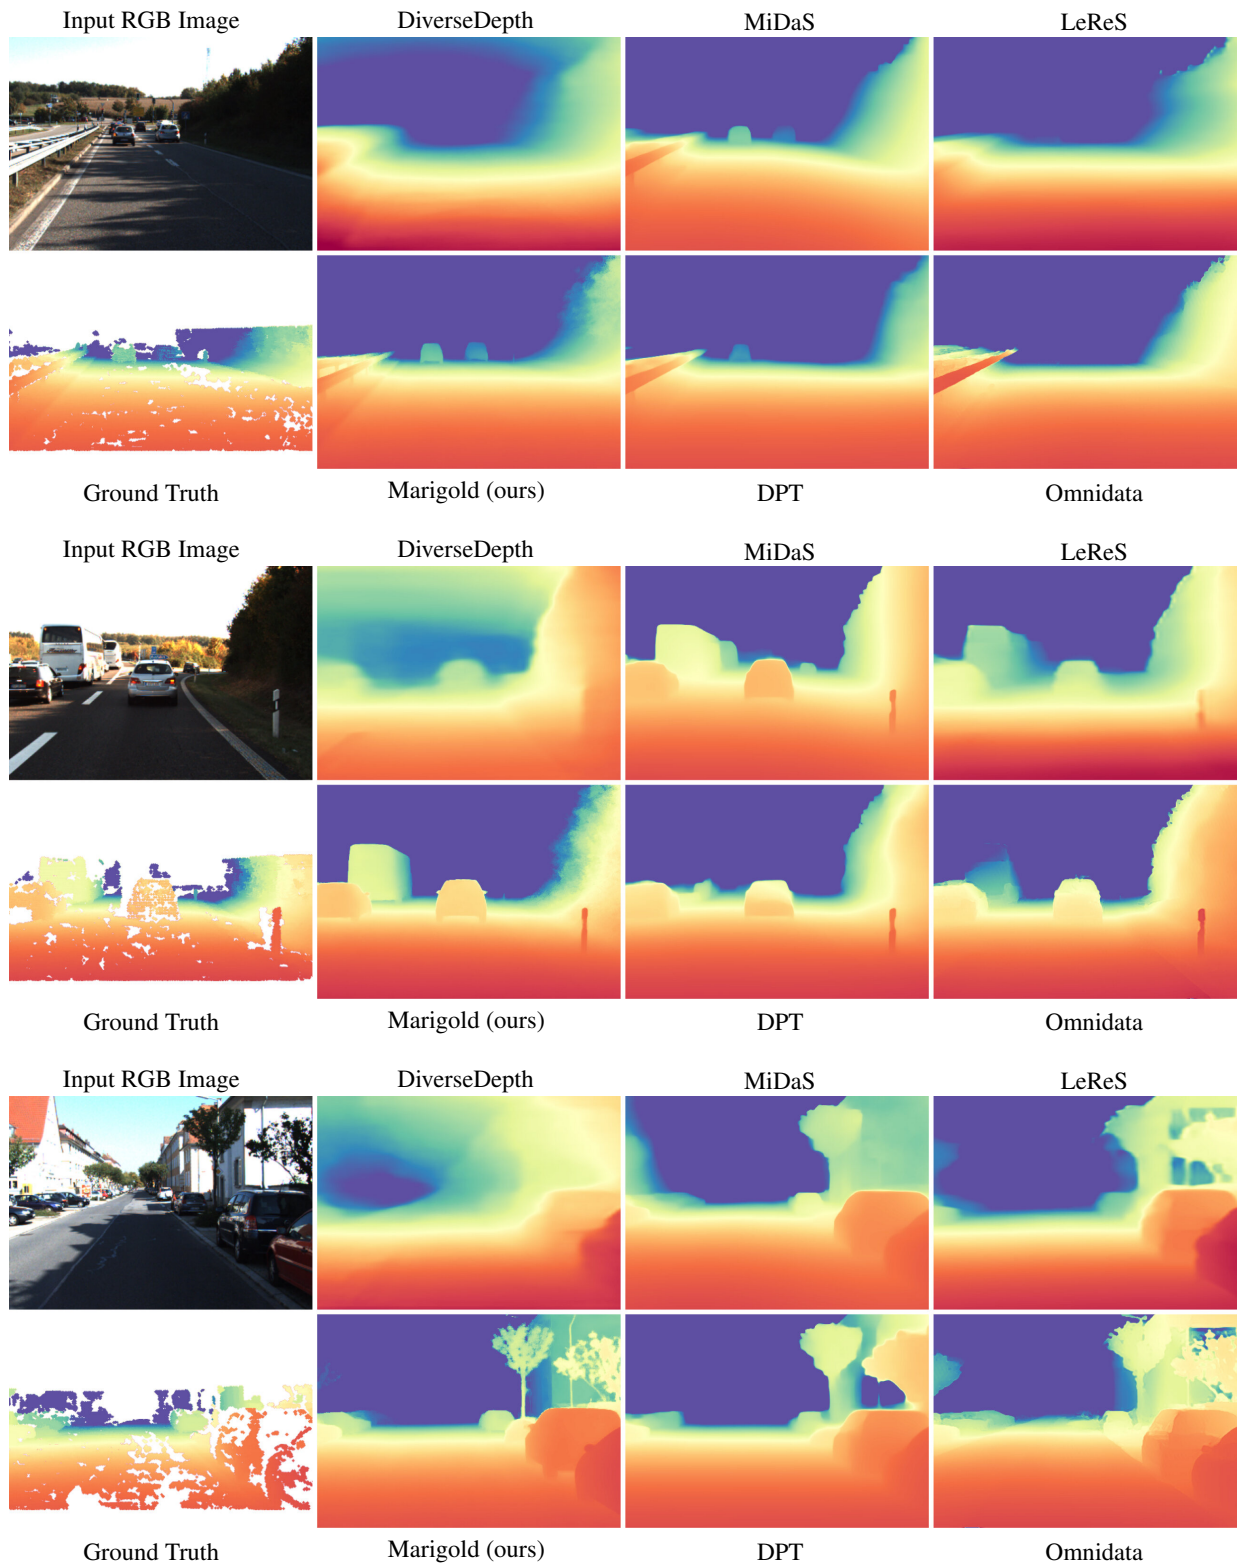 Input RGB Image
DiverseDepth
MiDaS
LeReS
Ground Truth
Marigold (ours)
DPT
Omnidata
Input RGB Image
DiverseDepth
MiDaS
LeReS
Ground Truth
Marigold (ours)
DPT
Omnidata
Input RGB Image
DiverseDepth
MiDaS
LeReS
Ground Truth
Marigold (ours)
DPT
Omnidata